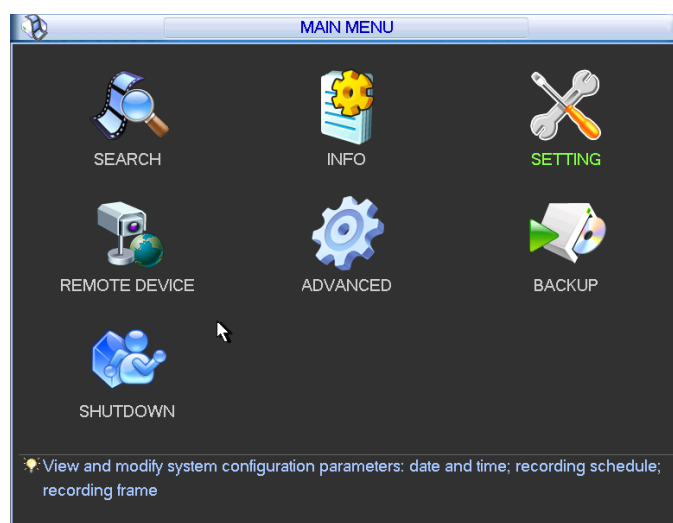 MAIN MENU
SEARCH
INFO
SETTING
REMOTE DEVICE
ADVANCED
BACKUP
SHUTDOWN
View and modify system configuration parameters: date and time; recording schedule;
recording frame